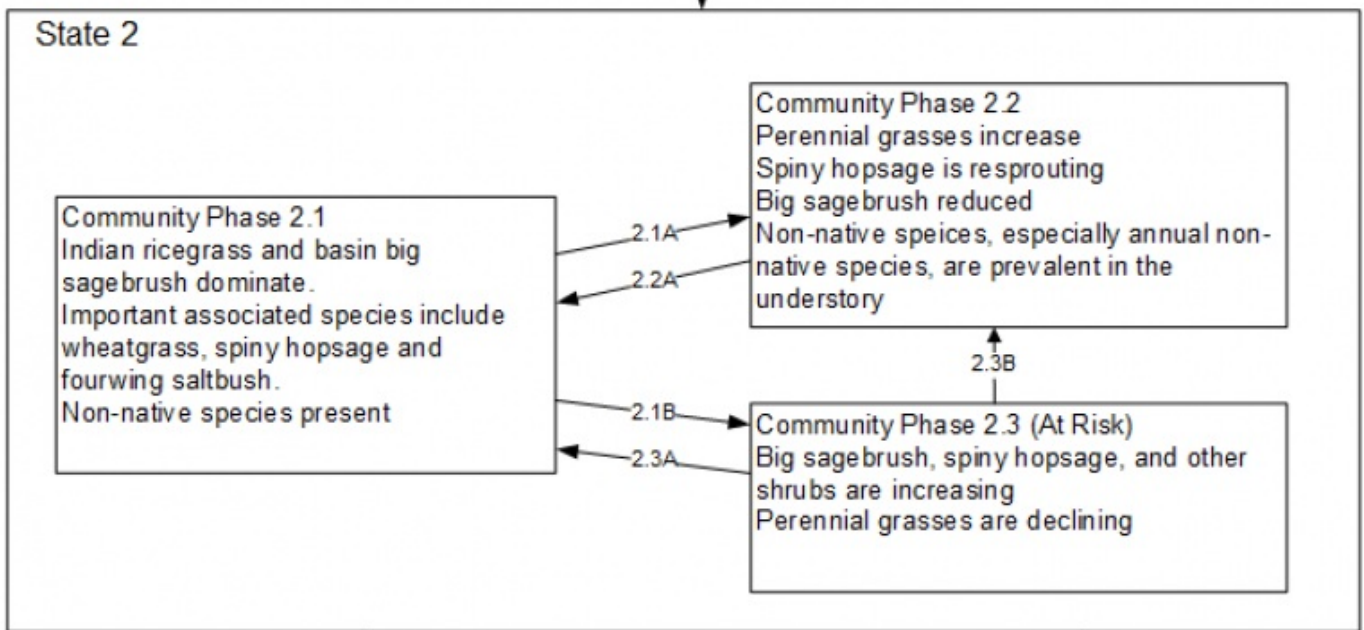 State 2
Community Phase 2.1
Indian ricegrass and basin big
sagebrush dominate.
Important associated species include
wheatgrass, spiny hopsage and
fourwing saltbush.
Non-native species present
2.1A
2.2A
2.1B
2.3A
Community Phase 2.2
Perennial grasses increase
Spiny hopsage is resprouting
Big sagebrush reduced
Non-native speices, especially annual non-
native species, are prevalent in the
understory
2.3B
Community Phase 2.3 (At Risk)
Big sagebrush, spiny hopsage, and other
shrubs are increasing
Perennial grasses are declining